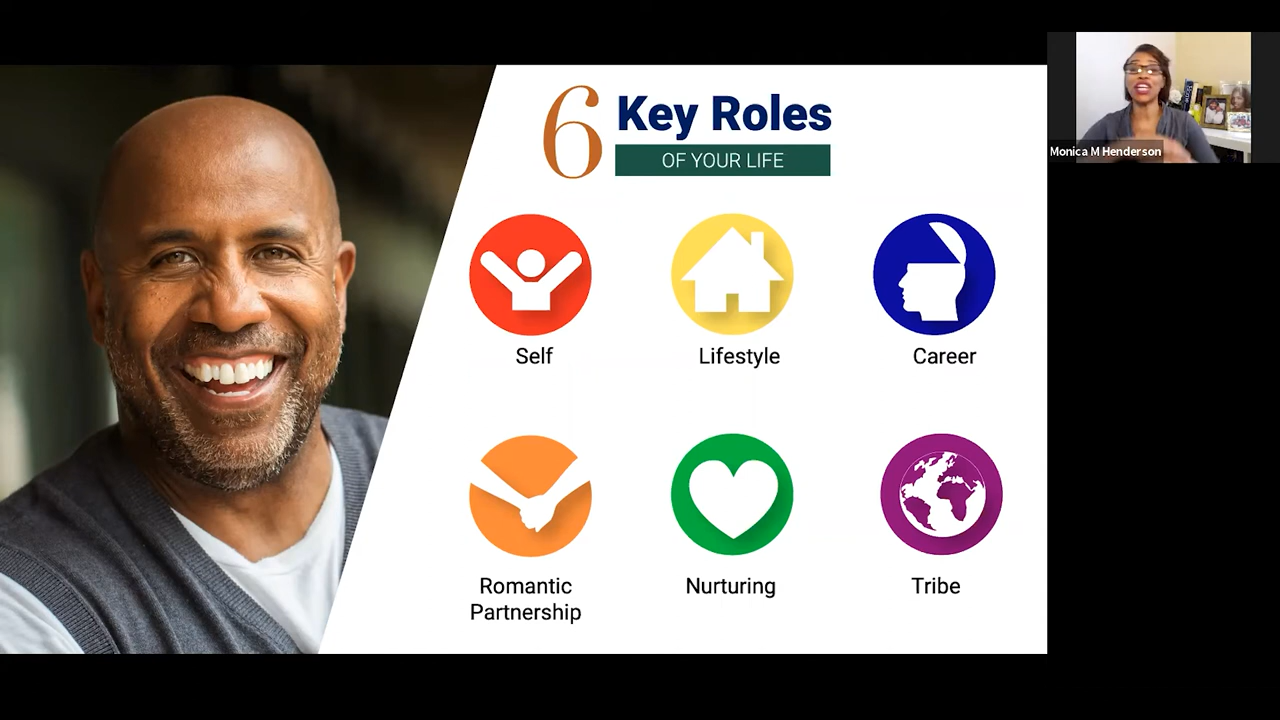 6 Key Roles
OF YOUR LIFE
Monica M Henderson
Self
Lifestyle
Career
Romantic
Partnership
Nurturing
Tribe